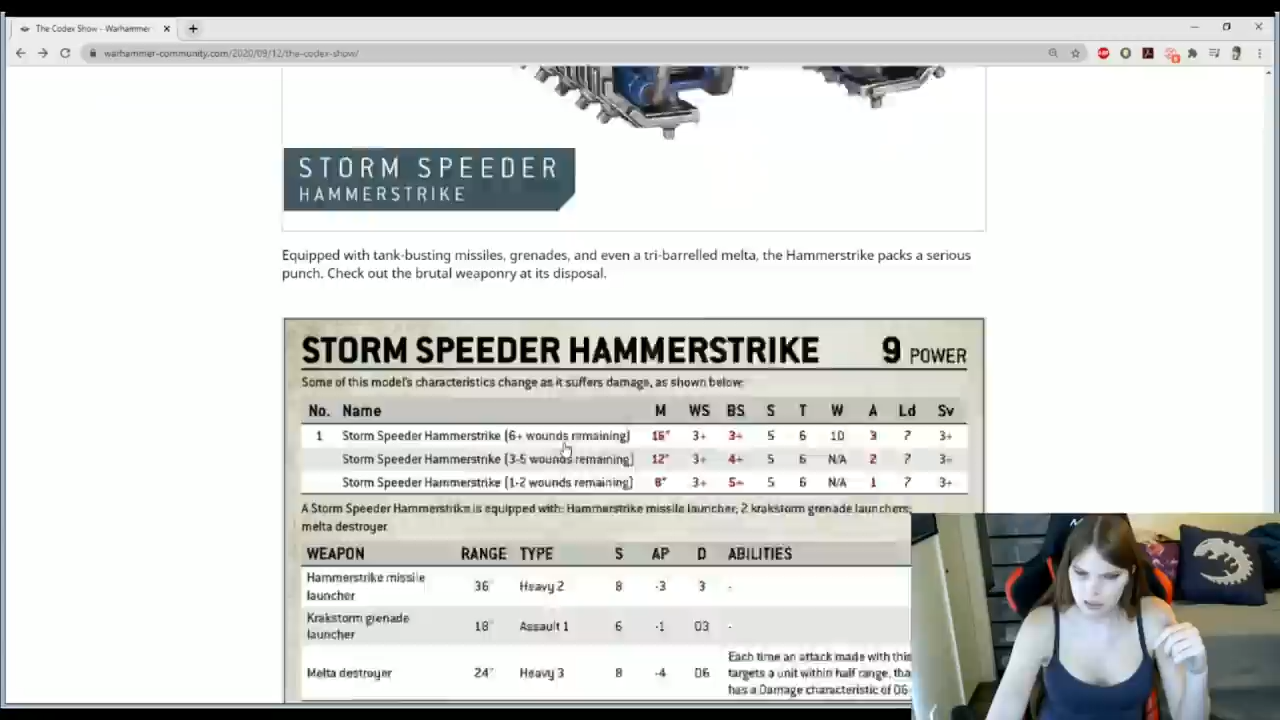 The Codex Show - Warhammer
warhammer-community.com/2020/09/12/the-codex-show/
STORM SPEEDER
HAMMERSTRIKE
Equipped with tank-busting missiles, grenades, and even a tri-barrelled melta, the Hammerstrike packs a serious
punch. Check out the brutal weaponry at its disposal.
STORM SPEEDER HAMMERSTRIKE 9 POWER
Some of this model's characteristics change as it suffers damage, as shown below:
No. Name M WS BS S T W A Ld Sv
1 Storm Speeder Hammerstrike (6+ wounds remaining) 16" 3+ 3+ 5 6 10 3 7 3+
Storm Speeder Hammerstrike (3-5 wounds remaining) 12" 3+ 4+ 5 6 N/A 2 7 3+
Storm Speeder Hammerstrike (1-2 wounds remaining) 8" 3+ 5+ 5 6 N/A 1 7 3+
A Storm Speeder Hammerstrike is equipped with: Hammerstrike missile launcher; 2 krakstorm grenade launchers;
melta destroyer.
WEAPON RANGE TYPE S AP D ABILITIES
Hammerstrike missile
launcher 36" Heavy 2 8 -3 3 -
Krakstorm grenade
launcher 18" Assault 1 6 -1 D3 -
Each time an attack made with this
Melta destroyer 24" Heavy 3 8 -4 D6 targets a unit within half range, tha
has a Damage characteristic of D6